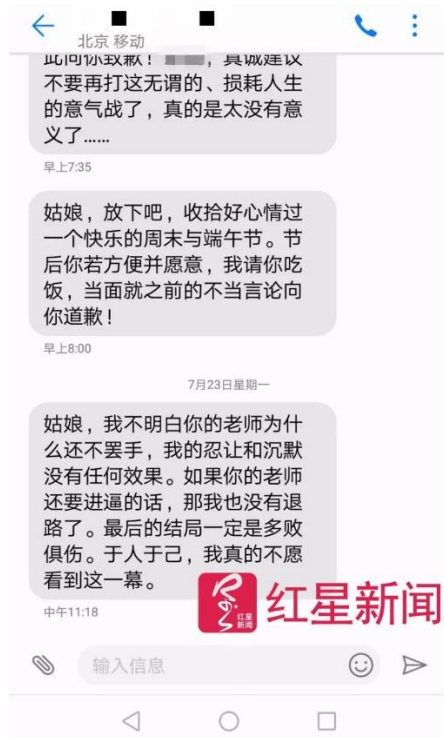 北京 移动
此向你致歉！，真诚建议
不要再打这无谓的、损耗人生
的意气战了，真的是太没有意
义了......
早上7:35
姑娘，放下吧，收拾好心情过
一个快乐的周末与端午节。节
后你若方便并愿意，我请你吃
饭，当面就之前的不当言论向
你道歉！
早上8:00
7月23日星期一
姑娘，我不明白你的老师为什
么还不罢手，我的忍让和沉默
没有任何效果。如果你的老师
还要进逼的话，那我也没有退
路了。最后的结局一定是多败
俱伤。于人于己，我真的不愿
看到这一幕。
中午11:18
红星新闻
红星新闻
输入信息